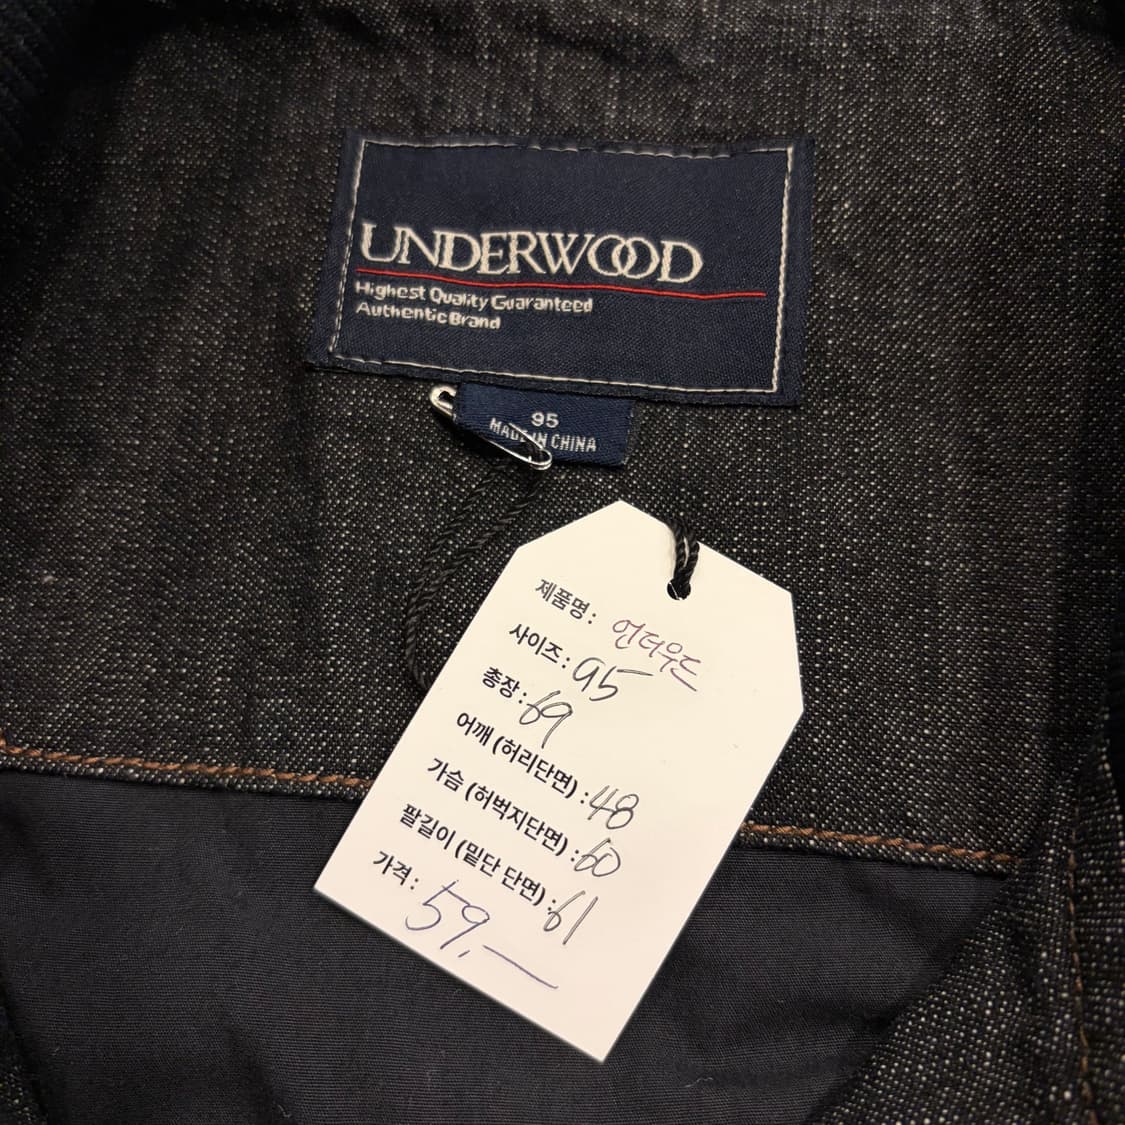 UNDERWOOD
Highest Quality Guaranteed
Authentic Brand
95
MADE IN CHINA
제품명: 언더우드
사이즈: 95
총장: 69
어깨 (허리단면) : 48
가슴 (허벅지단면) : 60
팔길이 (밑단 단면) : 61
가격 :
59,—